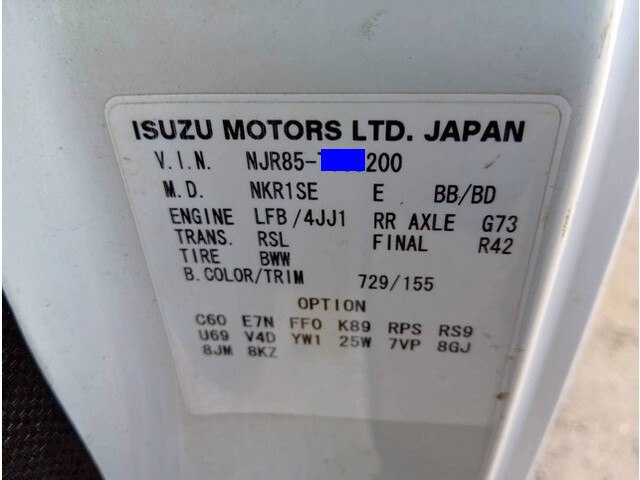 ISUZU MOTORS LTD. JAPAN
V.I.N. NJR85- 200
M.D. NKR1SE E BB/BD
ENGINE LFB/4JJ1 RR AXLE G73
TRANS. RSL FINAL R42
TIRE BWW
B.COLOR/TRIM 729/155
OPTION
C60 E7N FFO K89 RPS RS9
U69 V4D YW1 25W 7VP 8GJ
8JM 8KZ